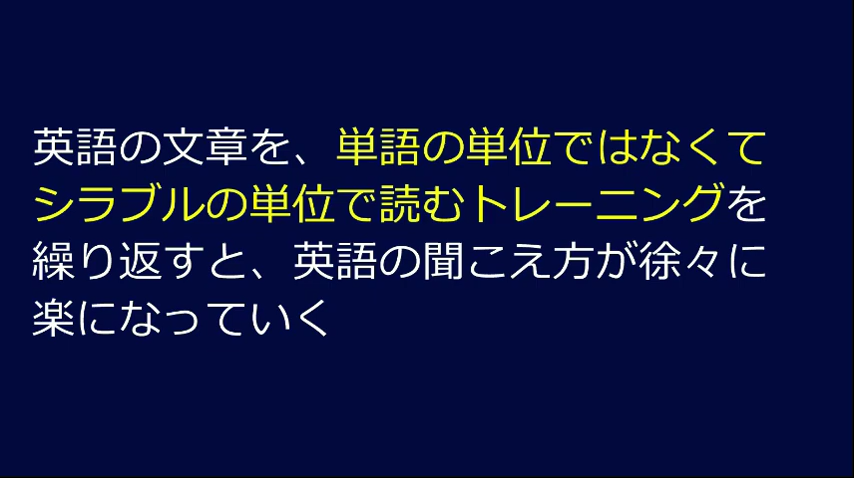 英語の文章を、単語の単位ではなくて
シラブルの単位で読むトレーニングを
繰り返すと、英語の聞こえ方が徐々に
楽になっていく